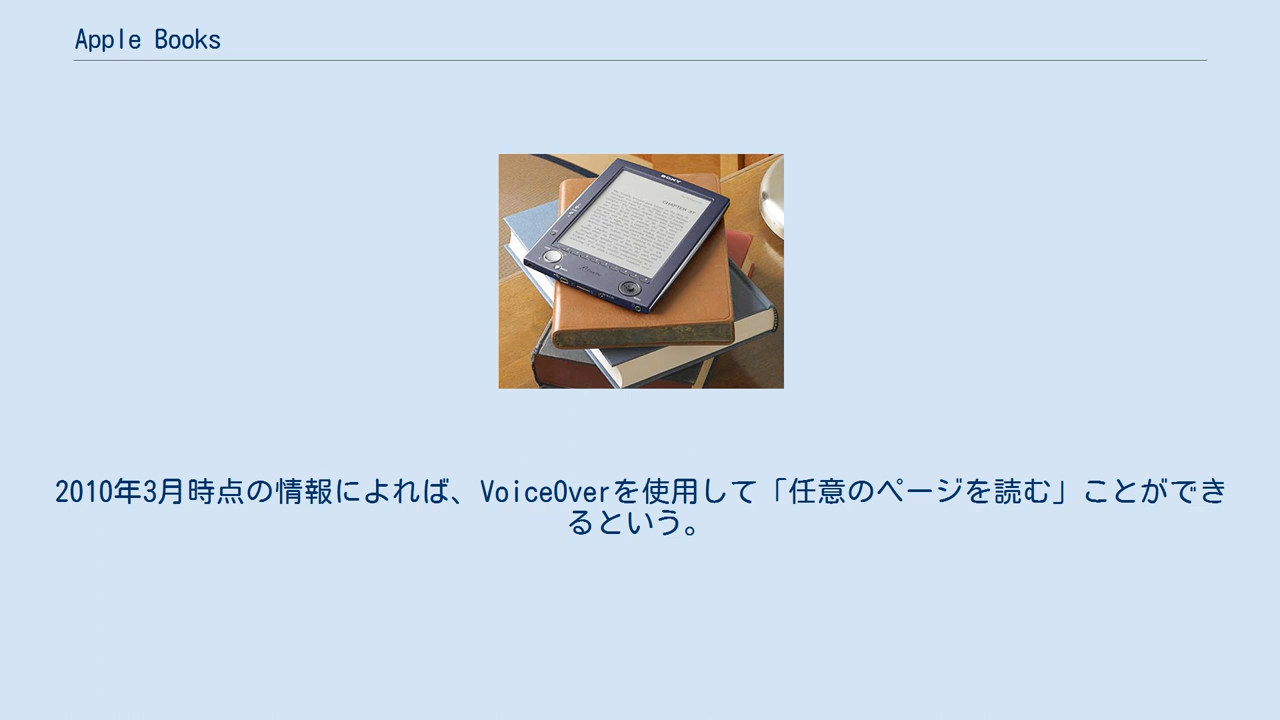 Apple Books
SONY
CHAPTER
2010年3月時点の情報によれば、VoiceOverを使用して「任意のページを読む」ことができ
るという。